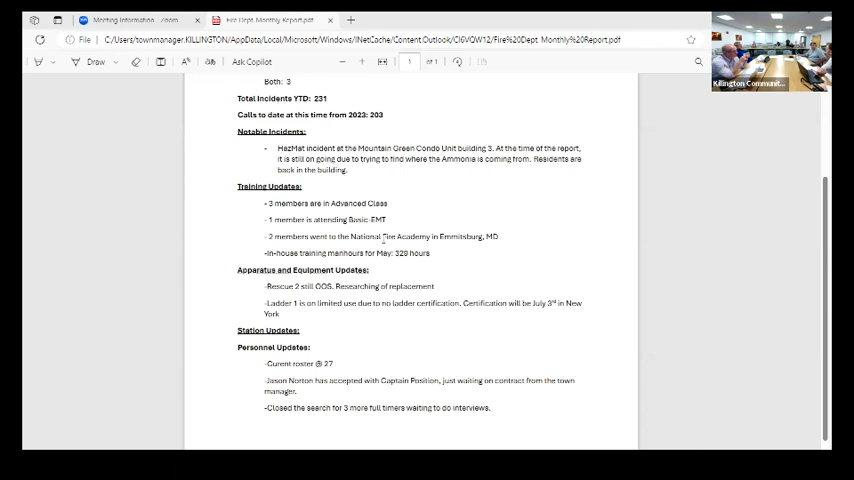 Meeting Information - Zoom
Fire Dept. Monthly Report.pdf
File
C:/Users/townmanager.KILLINGTON/AppData/Local/Microsoft/Windows/INetCache/Content.Outlook/CI6VQW12/Fire%20Dept. Monthly%20Report.pdf
Draw
Ask Copilot
1
of 1
Killington Communit...
Both: 3
Total Incidents YTD: 231
Calls to date at this time from 2023: 203
Notable Incidents:
- HazMat incident at the Mountain Green Condo Unit building 3. At the time of the report,
it is still on going due to trying to find where the Ammonia is coming from. Residents are
back in the building.
Training Updates:
- 3 members are in Advanced Class
- 1 member is attending Basic-EMT
- 2 members went to the National Fire Academy in Emmitsburg, MD
-In-house training manhours for May: 329 hours
Apparatus and Equipment Updates:
-Rescue 2 still OOS. Researching of replacement
-Ladder 1 is on limited use due to no ladder certification. Certification will be July 3rd in New
York
Station Updates:
Personnel Updates:
-Curent roster @ 27
-Jason Norton has accepted with Captain Position, just waiting on contract from the town
manager.
-Closed the search for 3 more full timers waiting to do interviews.